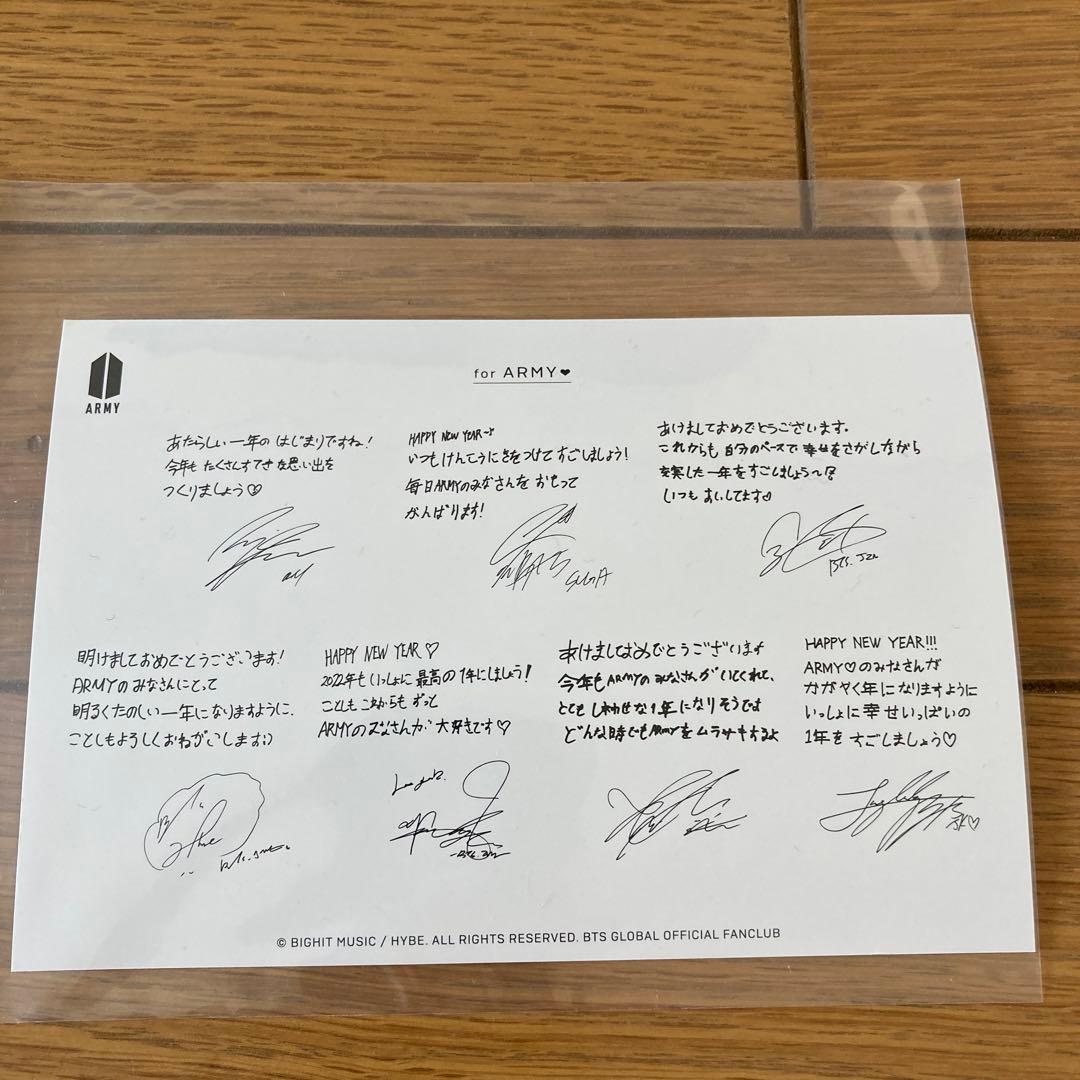 ARMY
for ARMY♥
あたらしい一年の はじまりですね!
今年も たくさんすてきな思い出を
つくりましょう♡
RM
HAPPY NEW YEAR~♪
いつもけんこうにきをつけてすごしましょう!
毎日ARMYのみなさんを おもって
がんばります!
SUGA
あけましておめでとうございます。
これからも 自分のペースで 幸せをさがしながら
充実した一年をすごしましょう~
いつも あいしてます♡
BTS. Jin
明けましておめでとうございます!
ARMYのみなさんにとって
明るくたのしい一年になりますように、
ことしもよろしくおねがいします:)
HAPPY NEW YEAR ♡
2022年もいっしょに最高の1年にしましょう!
ことしも これからも ずっと
ARMYのみなさんが 大好きです♡
あけましておめでとうございます
今年もARMYのみなさんがいてくれて、
とても しわせな1年になりそうです
どんな時でもARMYをムラサキするよ
HAPPY NEW YEAR!!!
ARMY♡のみなさんが
かがやく年になりますように
いっしょに幸せいっぱいの
1年を すごしましょう♡
JK♡
© BIGHIT MUSIC / HYBE. ALL RIGHTS RESERVED. BTS GLOBAL OFFICIAL FANCLUB